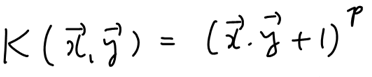 K(x⃗, y⃗) = (x⃗·y⃗+1)^p